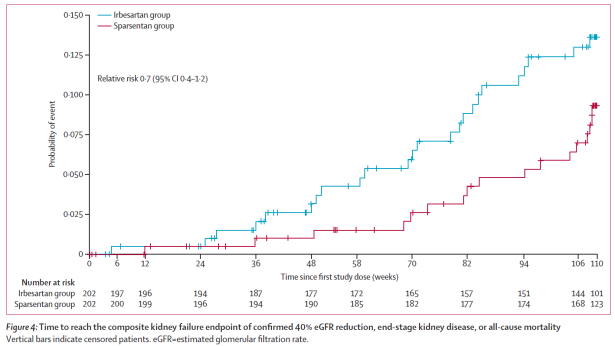 Irbesartan group
Sparsentan group
0·150
0·125
Relative risk 0·7 (95% CI 0·4–1·2)
0·100
Probability of event
0·075
0·050
0·025
0
0 6 12 24 36 48 60 70 82 94 106 110
Time since first study dose (weeks)
Number at risk
Irbesartan group 202 197 196 194 187 177 172 165 157 151 144 101
Sparsentan group 202 200 199 196 194 190 185 182 177 174 168 123
Figure 4: Time to reach the composite kidney failure endpoint of confirmed 40% eGFR reduction, end-stage kidney disease, or all-cause mortality
Vertical bars indicate censored patients. eGFR=estimated glomerular filtration rate.